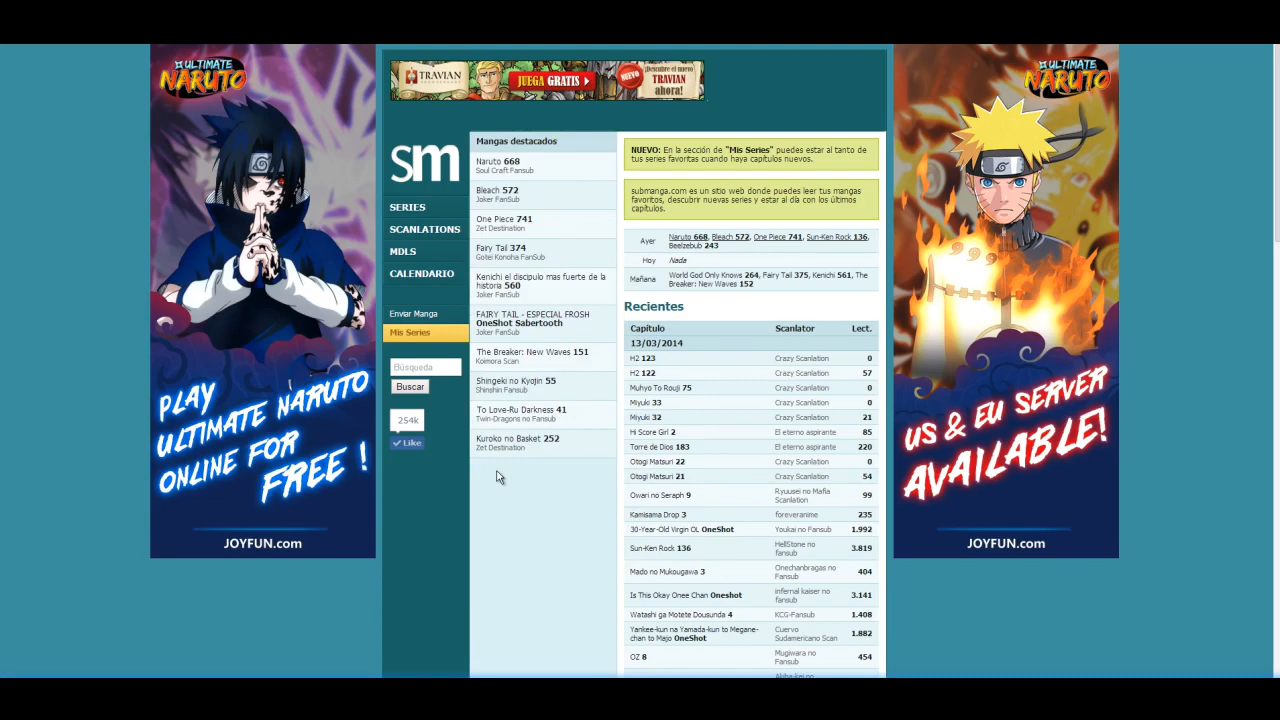 ULTIMATE
NARUTO
PLAY
ULTIMATE NARUTO
ONLINE FOR
FREE !
JOYFUN.com
TRAVIAN
JUEGA GRATIS
NUEVO
¡Descubre el nuevo
TRAVIAN
ahora!
sm
SERIES
SCANLATIONS
MDLS
CALENDARIO
Enviar Manga
Mis Series
Búsqueda
Buscar
254k
Like
Mangas destacados
Naruto 668
Soul Craft Fansub
Bleach 572
Joker FanSub
One Piece 741
Zet Destination
Fairy Tail 374
Gotei Konoha FanSub
Kenichi el discipulo mas fuerte de la
historia 560
Joker FanSub
FAIRY TAIL - ESPECIAL FROSH
OneShot Sabertooth
Joker FanSub
The Breaker: New Waves 151
Koimora Scan
Shingeki no Kyojin 55
Shinshin Fansub
To Love-Ru Darkness 41
Twin-Dragons no Fansub
Kuroko no Basket 252
Zet Destination
NUEVO: En la sección de "Mis Series" puedes estar al tanto de
tus series favoritas cuando haya capítulos nuevos.
submanga.com es un sitio web donde puedes leer tus mangas
favoritos, descubrir nuevas series y estar al día con los últimos
capítulos.
Ayer Naruto 668, Bleach 572, One Piece 741, Sun-Ken Rock 136,
Beelzebub 243
Hoy Nada
Mañana World God Only Knows 264, Fairy Tail 375, Kenichi 561, The
Breaker: New Waves 152
Recientes
Capítulo Scanlator Lect.
13/03/2014
H2 123 Crazy Scanlation 0
H2 122 Crazy Scanlation 57
Muhyo To Rouji 75 Crazy Scanlation 0
Miyuki 33 Crazy Scanlation 0
Miyuki 32 Crazy Scanlation 21
Hi Score Girl 2 El eterno aspirante 85
Torre de Dios 183 El eterno aspirante 220
Otogi Matsuri 22 Crazy Scanlation 0
Otogi Matsuri 21 Crazy Scanlation 54
Owari no Seraph 9 Ryuusei no Mafia
Scanlation 99
Kamisama Drop 3 foreveranime 235
30-Year-Old Virgin OL OneShot Youkai no Fansub 1.992
Sun-Ken Rock 136 HellStone no
fansub 3.819
Mado no Mukougawa 3 Onechanbragas no
Fansub 404
Is This Okay Onee Chan Oneshot infernal kaiser no
fansub 3.141
Watashi ga Motete Dousunda 4 KCG-Fansub 1.408
Yankee-kun na Yamada-kun to Megane-
chan to Majo OneShot Cuervo
Sudamericano Scan 1.882
OZ 8 Mugiwara no
Fansub 454
ULTIMATE
NARUTO
US & EU SERVER
AVAILABLE!
JOYFUN.com